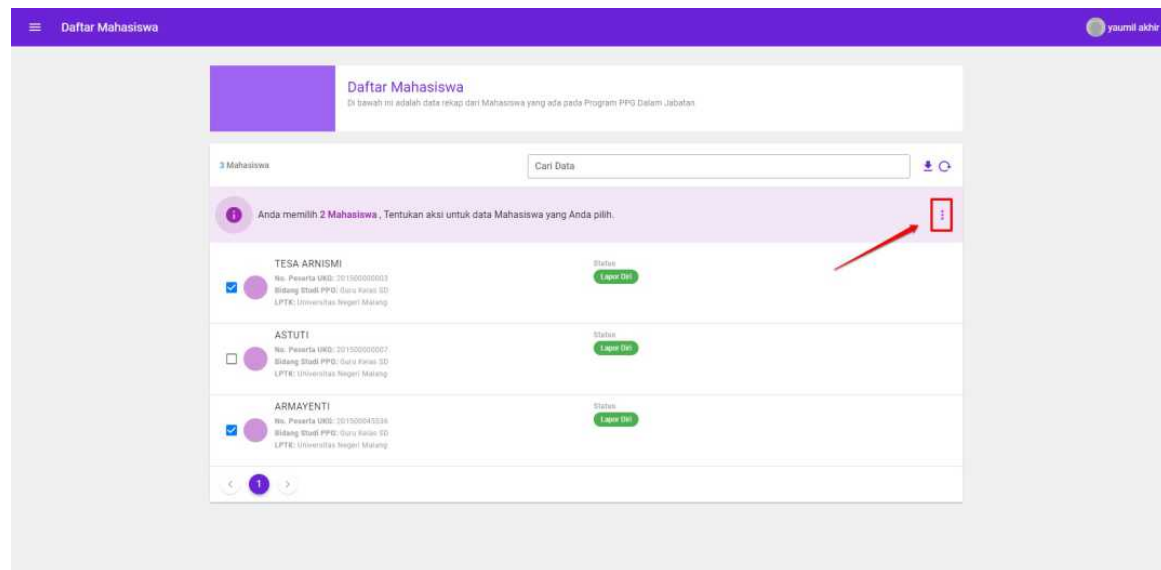 Daftar Mahasiswa
yaumil akhir
Daftar Mahasiswa
Di bawah ini adalah data rekap dari Mahasiswa yang ada pada Program PPG Dalam Jabatan
3 Mahasiswa
Cari Data
Anda memilih 2 Mahasiswa , Tentukan aksi untuk data Mahasiswa yang Anda pilih.
TESA ARNISMI
Status
No. Peserta UKG: 201500000003
Lapor Diri
Bidang Studi PPG: Guru Kelas SD
LPTK: Universitas Negeri Malang
ASTUTI
Status
No. Peserta UKG: 201500000007
Lapor Diri
Bidang Studi PPG: Guru Kelas SD
LPTK: Universitas Negeri Malang
ARMAYENTI
Status
No. Peserta UKG:
Lapor Diri
Bidang Studi PPG: Guru Kelas SD
LPTK: Universitas Negeri Malang
1